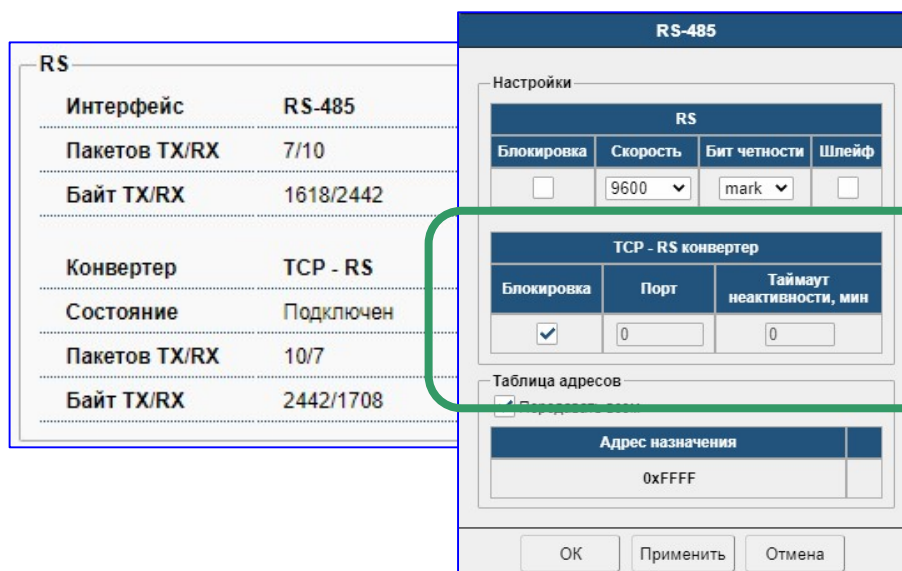 RS
Интерфейс RS-485
Пакетов TX/RX 7/10
Байт TX/RX 1618/2442
Конвертер TCP - RS
Состояние Подключен
Пакетов TX/RX 10/7
Байт TX/RX 2442/1708
RS-485
Настройки
RS
Блокировка Скорость Бит четности Шлейф
9600 mark
TCP - RS конвертер
Блокировка Порт Таймаут
неактивности, мин
0 0
Таблица адресов
Передавать всем
Адрес назначения
0xFFFF
ОК Применить Отмена